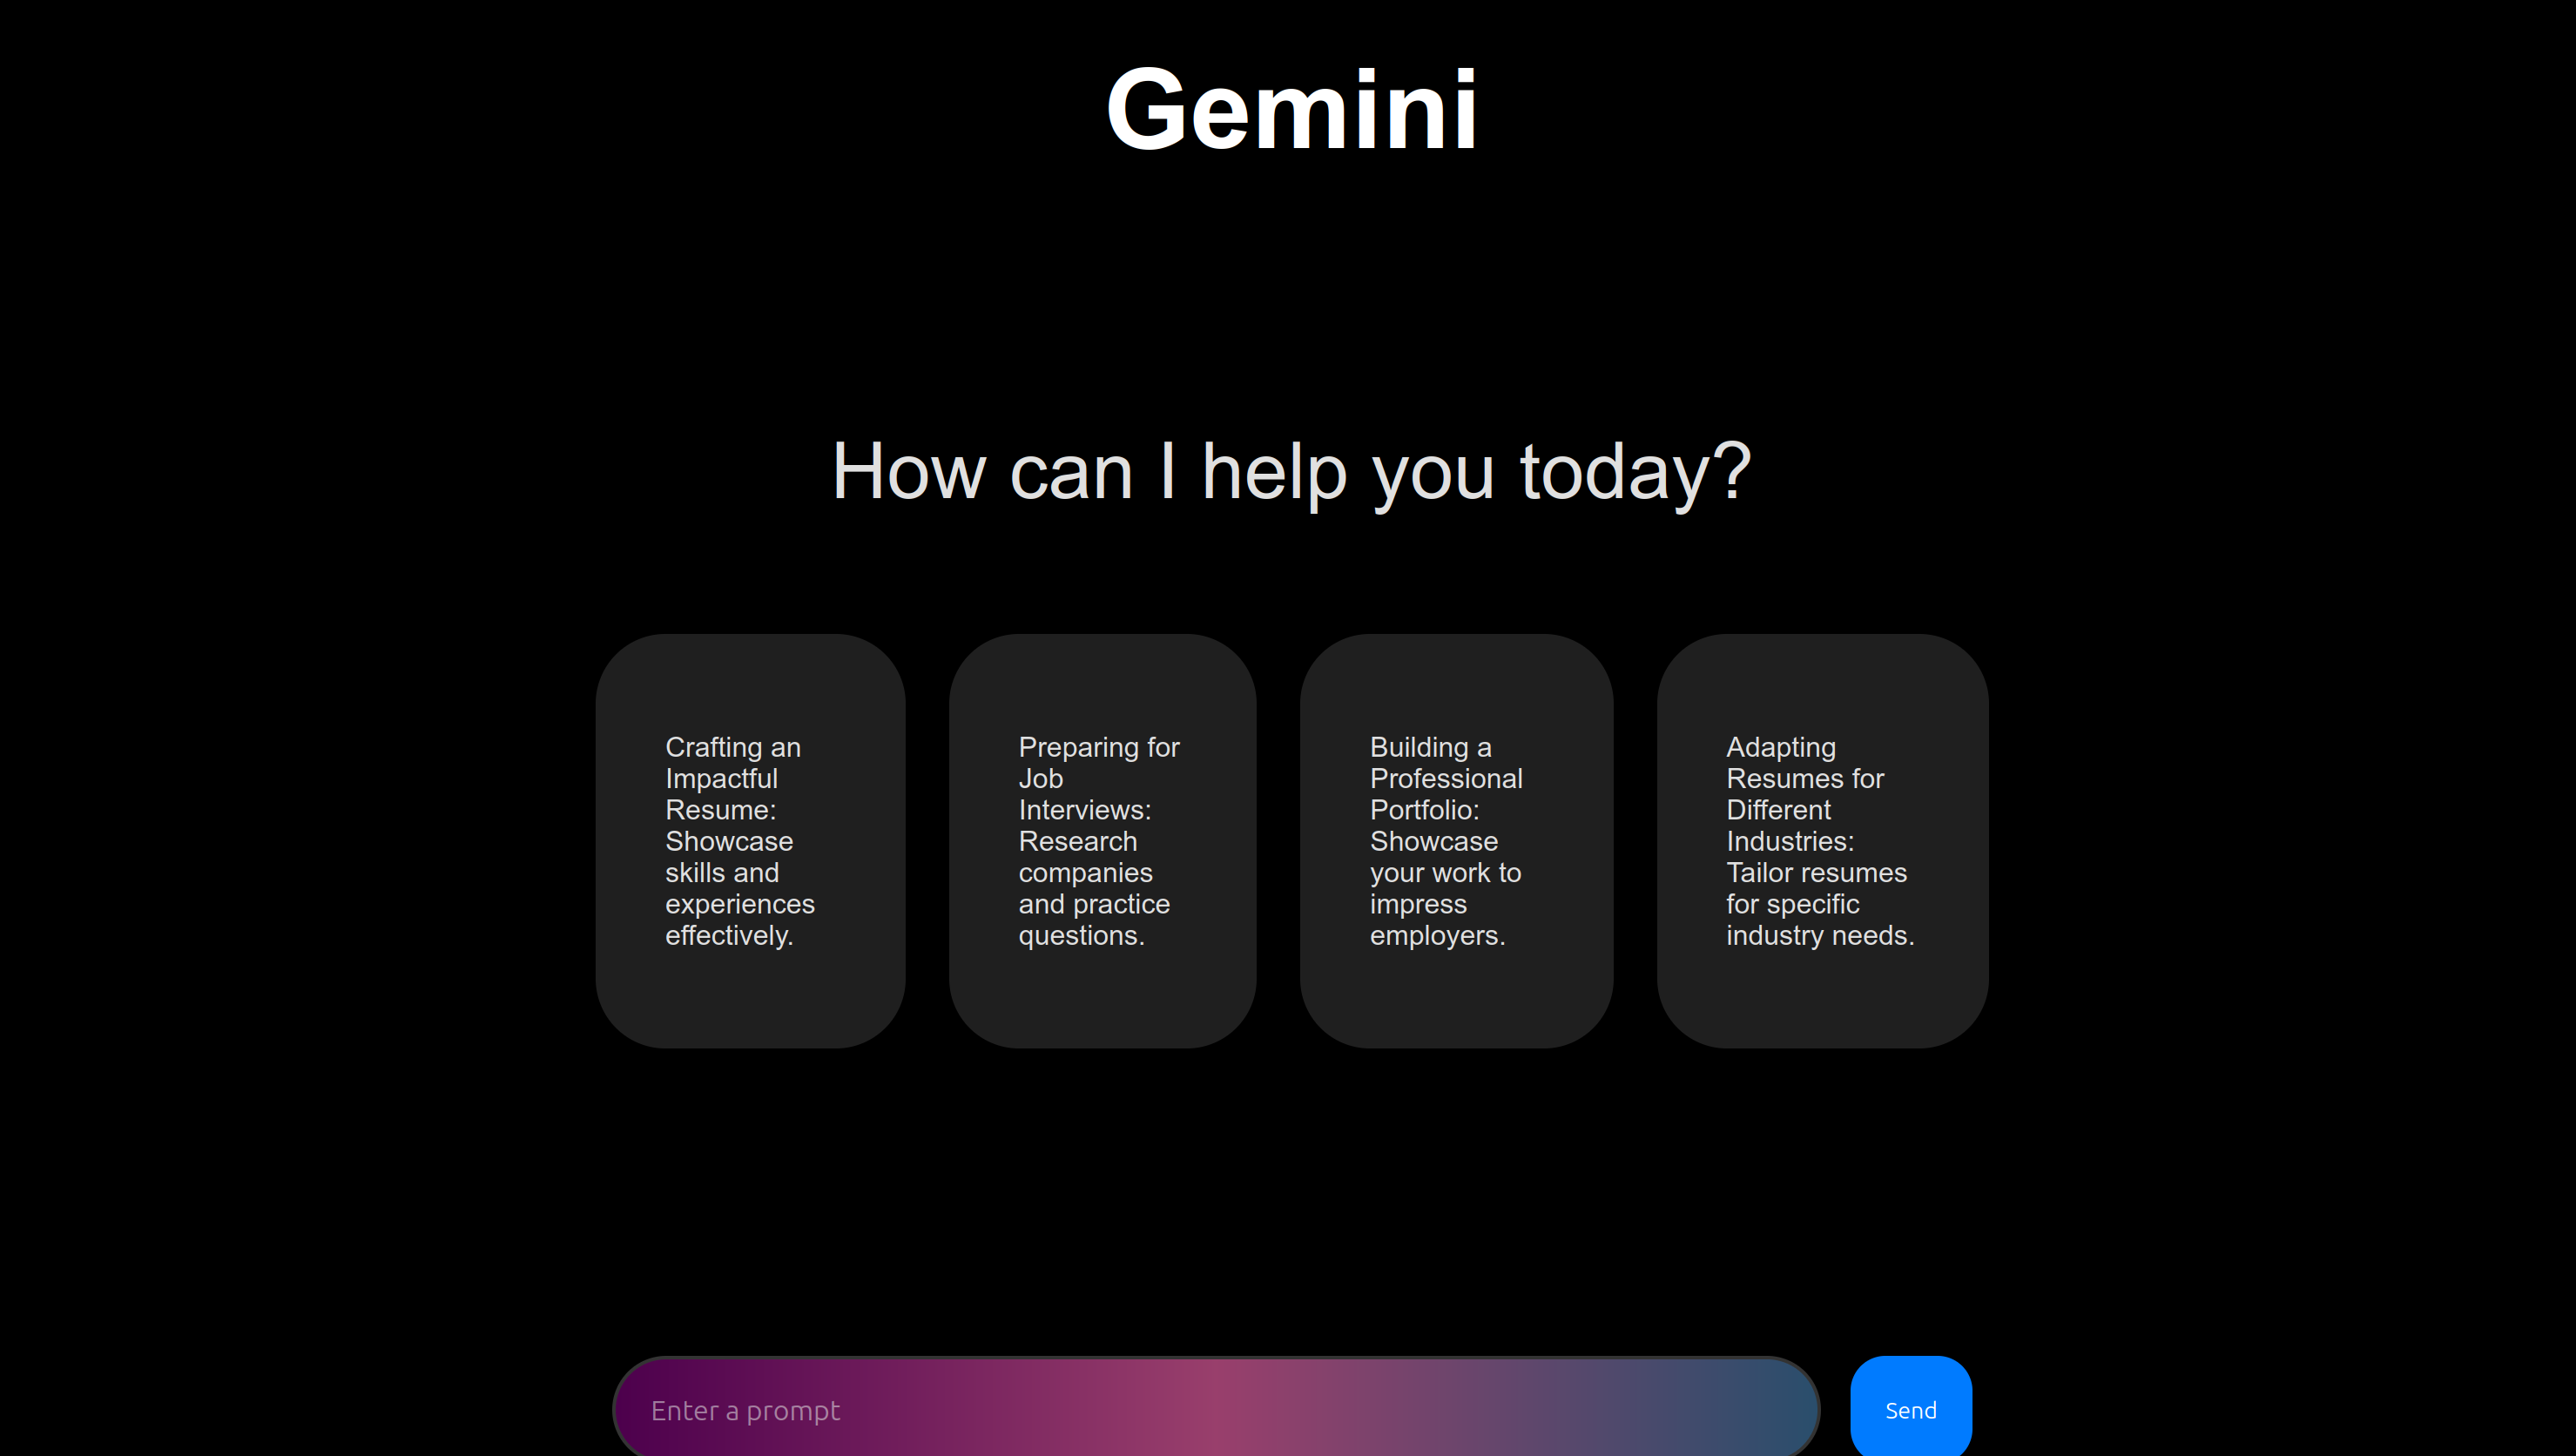 Gemini
How can I help you today?
Crafting an
Impactful
Resume:
Showcase
skills and
experiences
effectively.
Preparing for
Job
Interviews:
Research
companies
and practice
questions.
Building a
Professional
Portfolio:
Showcase
your work to
impress
employers.
Adapting
Resumes for
Different
Industries:
Tailor resumes
for specific
industry needs.
Enter a prompt
Send